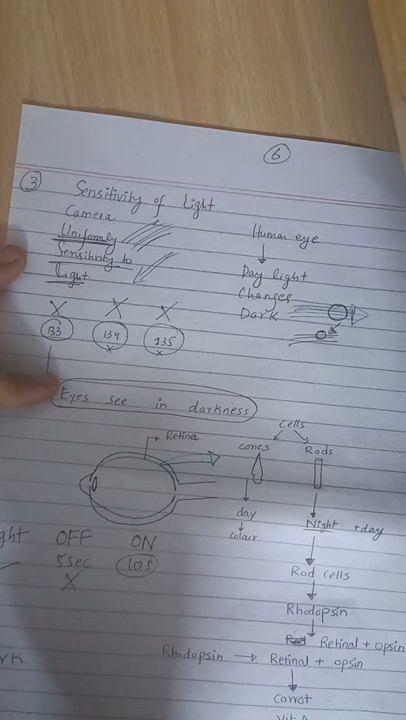 6
3 Sensitivity of Light
Camera
Uniformly
Sensitivity to
Light
Human eye
Day light
Changes
Dark
133 134 135
Eyes see in darkness
Cells
Retina
cones
Rods
day
colour
Night + day
Rod cells
Rhodopsin
Retinal + opsin
Rhodopsin → Retinal + opsin
Carrot
ght OFF ON
5sec 10s